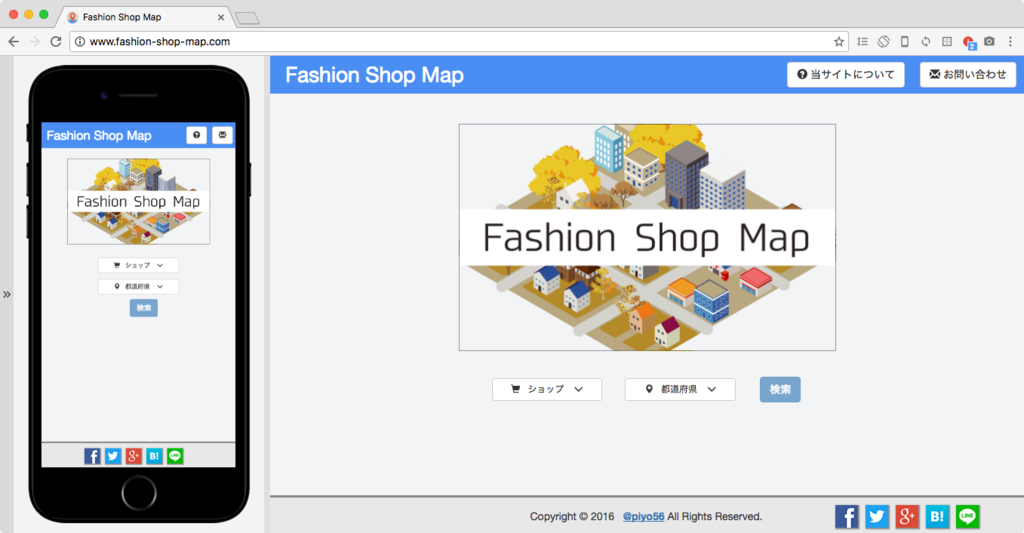 Fashion Shop Map
www.fashion-shop-map.com
2
Fashion Shop Map
Fashion Shop Map
ショップ
都道府県
検索
f
g+
B!
LINE
Fashion Shop Map
当サイトについて
お問い合わせ
Fashion Shop Map
ショップ
都道府県
検索
Copyright © 2016 @piyo56 All Rights Reserved.
f
g+
B!
LINE